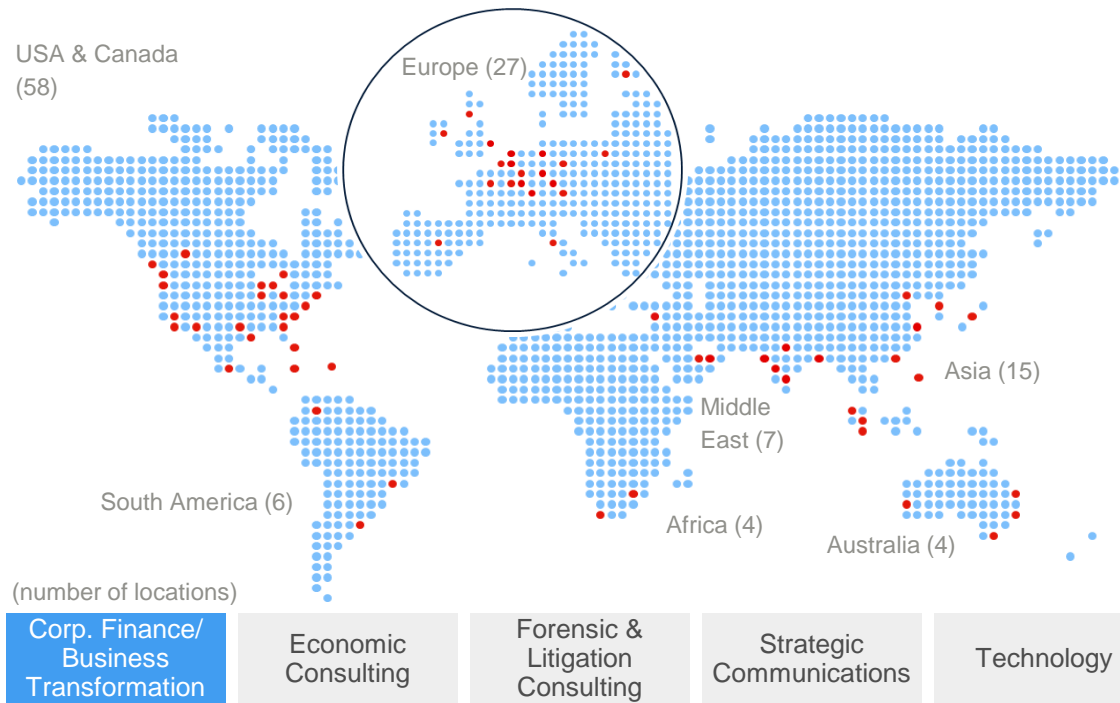 USA & Canada
(58)
Europe (27)
Asia (15)
Middle
East (7)
South America (6)
Africa (4)
Australia (4)
(number of locations)
Corp. Finance/
Business
Transformation
Economic
Consulting
Forensic &
Litigation
Consulting
Strategic
Communications
Technology